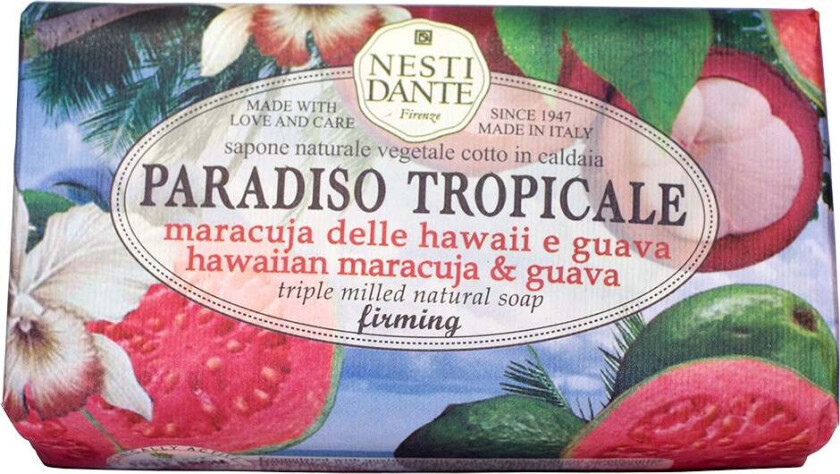 NESTI
DANTE
Firenze
MADE WITH
LOVE AND CARE
SINCE 1947
MADE IN ITALY
sapone naturale vegetale cotto in caldaia
PARADISO TROPICALE
maracuja delle hawaii e guava
hawaiian maracuja & guava
triple milled natural soap
firming